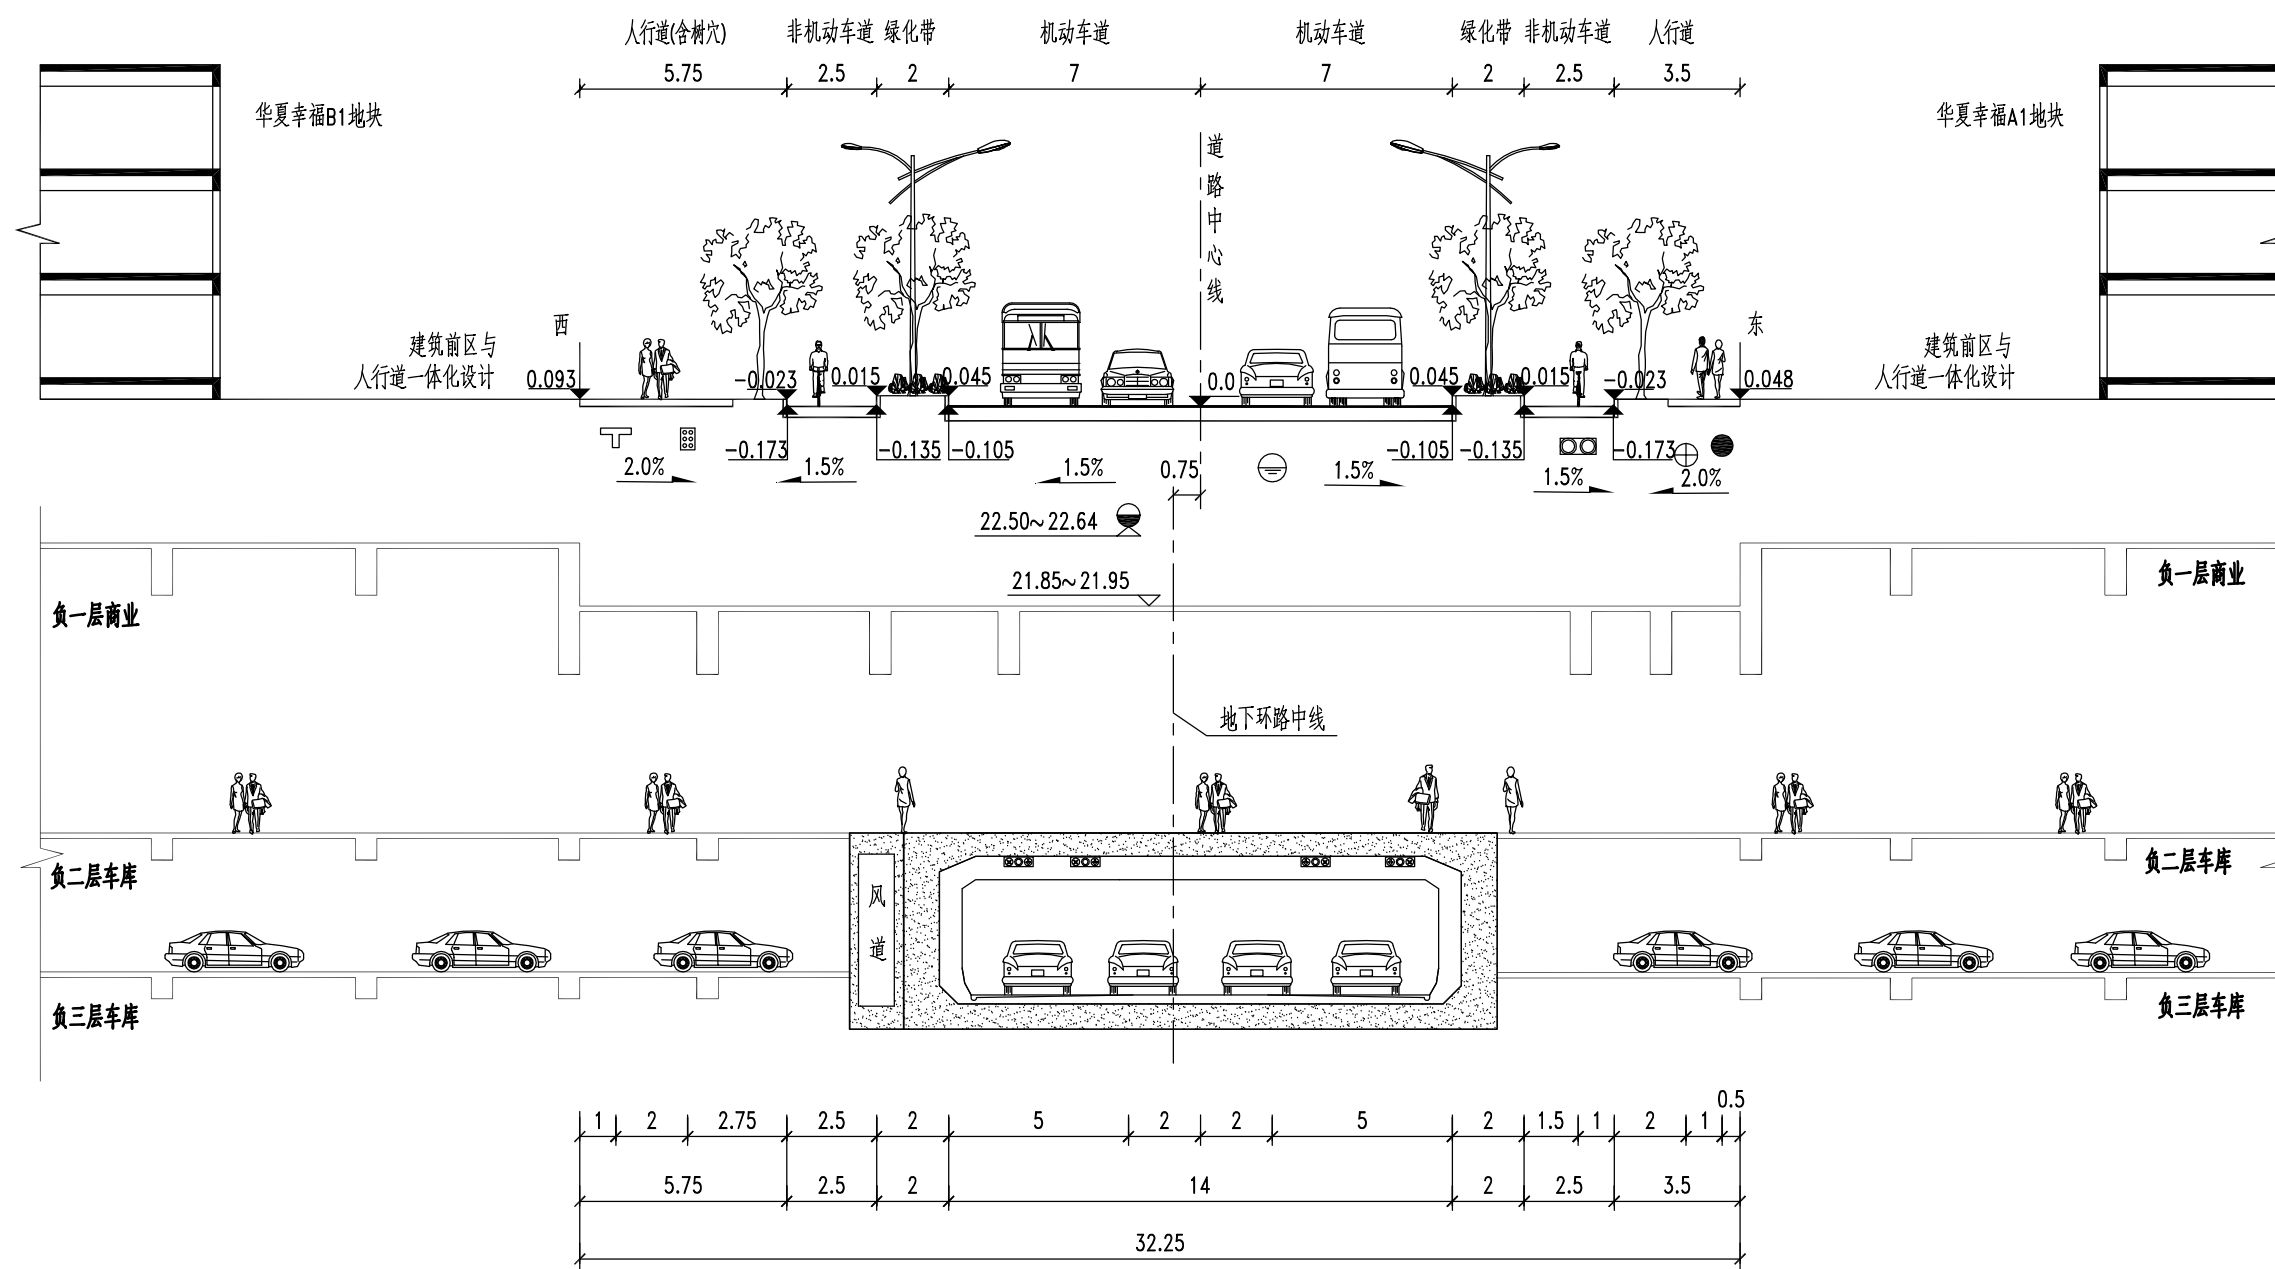 人行道(含树穴) 非机动车道 绿化带 机动车道 机动车道 绿化带 非机动车道 人行道
5.75 2.5 2 7 7 2 2.5 3.5
华夏幸福B1地块
华夏幸福A1地块
道路中心线
西
东
建筑前区与
人行道一体化设计
建筑前区与
人行道一体化设计
0.093 -0.023 0.015 0.045 0.0 0.045 0.015 -0.023 0.048
-0.173 -0.135 -0.105 -0.105 -0.135 -0.173
2.0% 1.5% 1.5% 0.75 1.5% 1.5% 2.0%
22.50~22.64
21.85~21.95
负一层商业
负一层商业
地下环路中线
负二层车库
负二层车库
风道
负三层车库
负三层车库
1 2 2.75 2.5 2 5 2 2 5 2 1.5 1 2 1 0.5
5.75 2.5 2 14 2 2.5 3.5
32.25